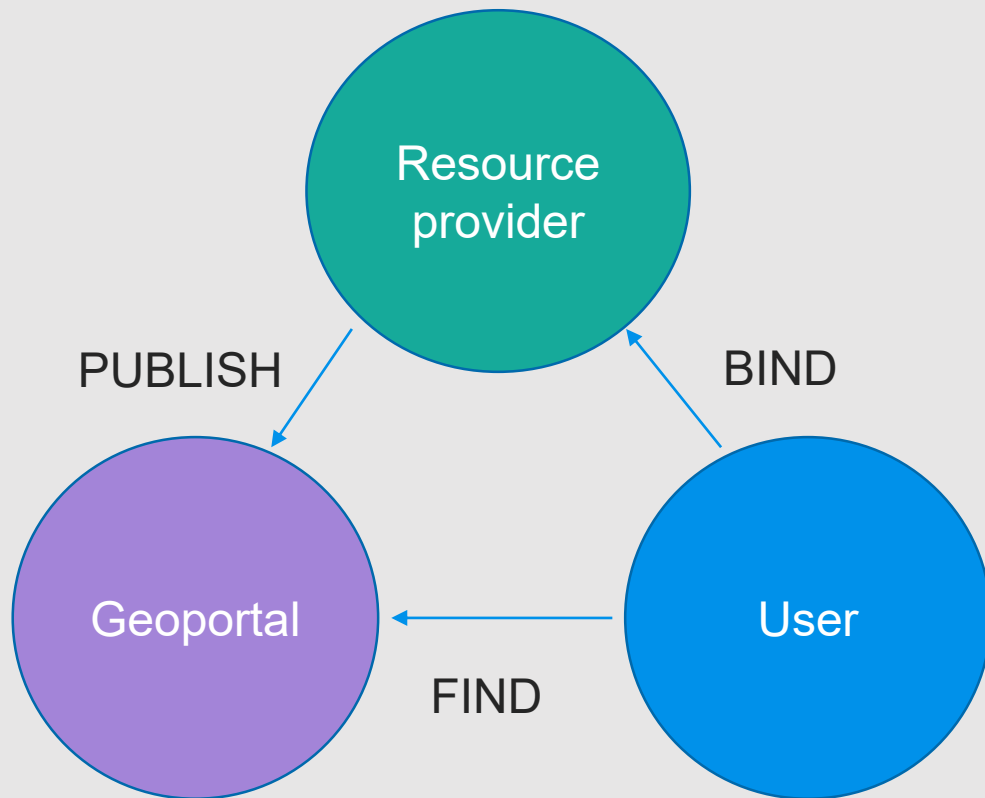 Resource
provider
PUBLISH
BIND
Geoportal
User
FIND